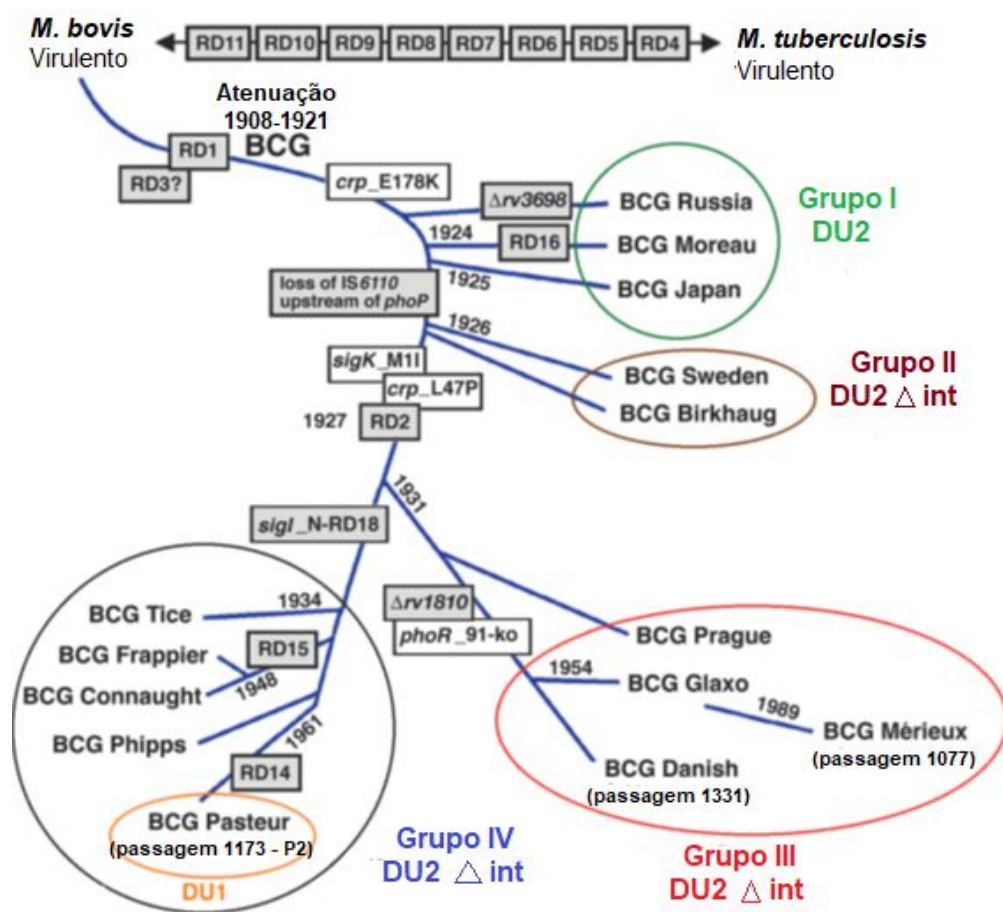 M. bovis
Virulento
RD11 RD10 RD9 RD8 RD7 RD6 RD5 RD4
M. tuberculosis
Virulento
Atenuação
1908-1921
RD1
BCG
RD3?
crp_E178K
Δrv3698
BCG Russia
Grupo I
DU2
1924
RD16
BCG Moreau
loss of IS6110
upstream of phoP
1925
BCG Japan
1926
sigK_M1I
BCG Sweden
Grupo II
DU2 △ int
crp_L47P
BCG Birkhaug
1927
RD2
1931
sigI_N-RD18
BCG Tice
1934
Δrv1810
phoR_91-ko
BCG Prague
BCG Frappier
RD15
1948
BCG Connaught
1954
BCG Glaxo
1989
BCG Mérieux
(passagem 1077)
BCG Phipps
1961
RD14
BCG Danish
(passagem 1331)
BCG Pasteur
(passagem 1173 - P2)
DU1
Grupo IV
DU2 △ int
Grupo III
DU2 △ int